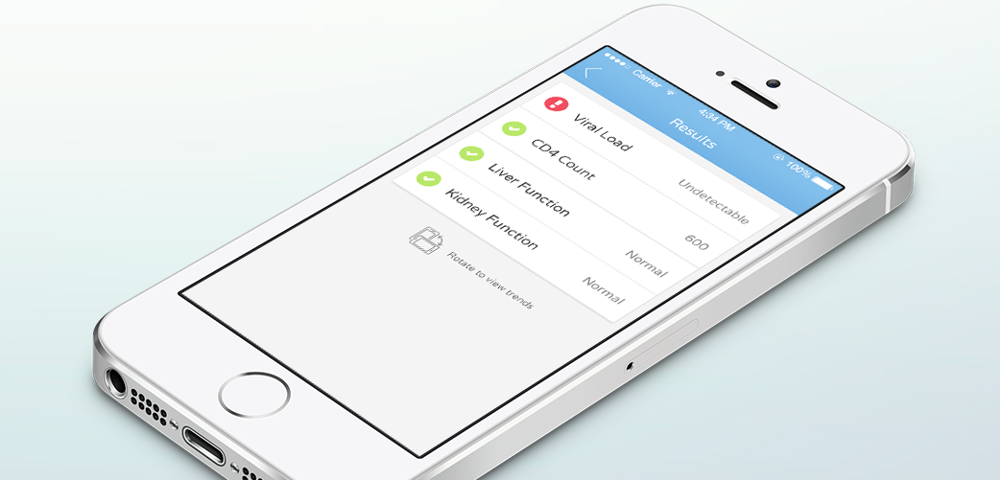 Carrier 4:34 PM 100%
Results
Viral Load Undetectable
CD4 Count 600
Liver Function Normal
Kidney Function Normal
Rotate to view trends